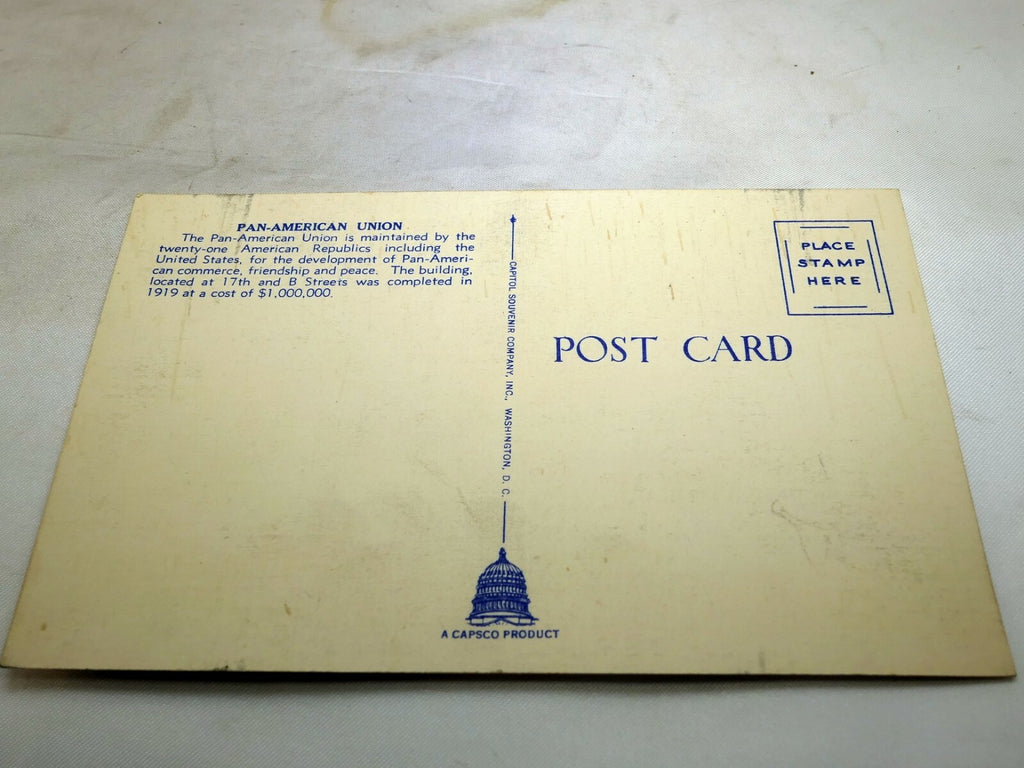 PAN-AMERICAN UNION
The Pan-American Union is maintained by the
twenty-one American Republics including the
United States, for the development of Pan-Ameri-
can commerce, friendship and peace. The building,
located at 17th and B Streets was completed in
1919 at a cost of $1,000,000.
CAPITOL SOUVENIR COMPANY, INC., WASHINGTON, D. C.
A CAPSCO PRODUCT
PLACE
STAMP
HERE
POST CARD